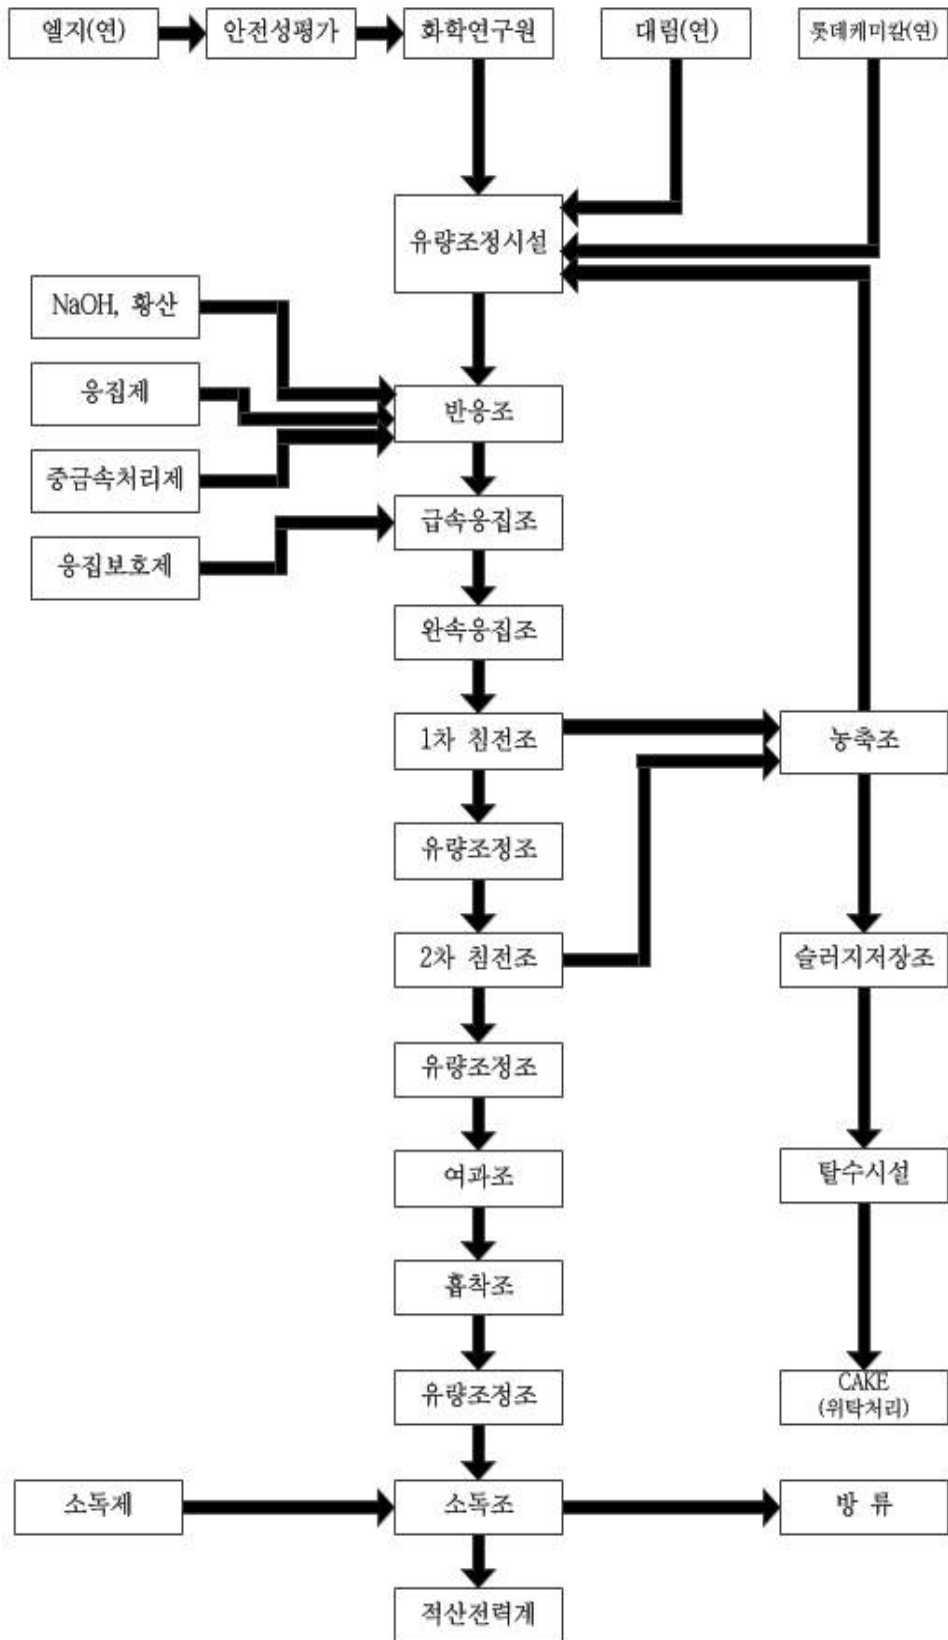 엘지(연)
안전성평가
화학연구원
대림(연)
롯데케미칼(연)
유량조정시설
NaOH, 황산
응집제
반응조
중금속처리제
급속응집조
응집보호제
완속응집조
1차 침전조
농축조
유량조정조
2차 침전조
슬러지저장조
유량조정조
여과조
탈수시설
흡착조
유량조정조
CAKE
(위탁처리)
소독제
소독조
방 류
적산전력계